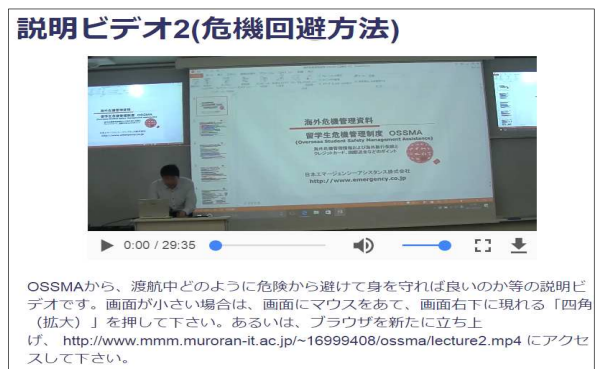 説明ビデオ2(危機回避方法)
海外危機管理資料
留学生危機管理制度 OSSMA
(Overseas Student Safety Management Assistance)
日本エマージェンシーアシスタンス株式会社
http://www.emergency.co.jp
0:00 / 29:35
OSSMAから、渡航中どのように危険から避けて身を守れば良いのか等の説明ビ
デオです。画面が小さい場合は、画面にマウスをあて、画面右下に現れる「四角
（拡大）」を押して下さい。あるいは、ブラウザを新たに立ち上
げ、 http://www.mmm.muroran-it.ac.jp/~16999408/ossma/lecture2.mp4 にアクセ
スして下さい。